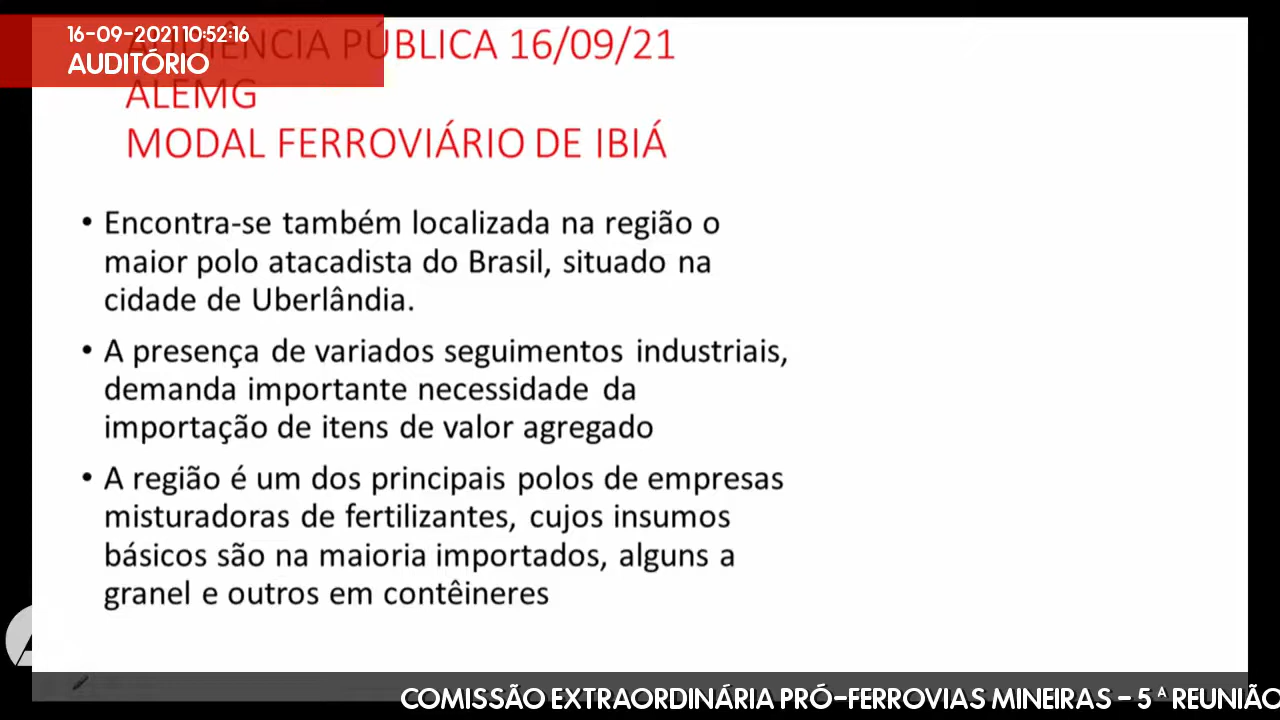 16-09-2021 10:52:16
AUDITÓRIO
AUDIÊNCIA PÚBLICA 16/09/21
ALEMG
MODAL FERROVIÁRIO DE IBIÁ
• Encontra-se também localizada na região o
maior polo atacadista do Brasil, situado na
cidade de Uberlândia.
• A presença de variados seguimentos industriais,
demanda importante necessidade da
importação de itens de valor agregado
• A região é um dos principais polos de empresas
misturadoras de fertilizantes, cujos insumos
básicos são na maioria importados, alguns a
granel e outros em contêineres
COMISSÃO EXTRAORDINÁRIA PRÓ-FERROVIAS MINEIRAS - 5 ª REUNIÃO